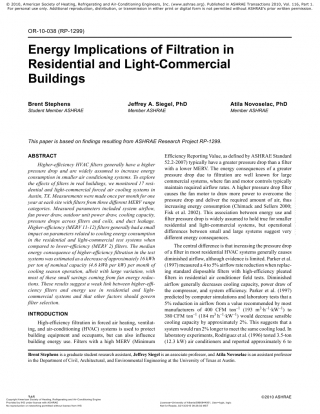 © 2010, American Society of Heating, Refrigerating and Air-Conditioning Engineers, Inc. (www.ashrae.org). Published in ASHRAE Transactions 2010, Vol. 116, Part 1.
For personal use only. Additional reproduction, distribution, or transmission in either print or digital form is not permitted without ASHRAE's prior written permission.
OR-10-038 (RP-1299)
Energy Implications of Filtration in
Residential and Light-Commercial
Buildings
Brent Stephens
Student Member ASHRAE
Jeffrey A. Siegel, PhD
Member ASHRAE
Atila Novoselac, PhD
Member ASHRAE
This paper is based on findings resulting from ASHRAE Research Project RP-1299.
ABSTRACT
Higher-efficiency HVAC filters generally have a higher
pressure drop and are widely assumed to increase energy
consumption in smaller air conditioning systems. To explore
the effects of filters in real buildings, we monitored 17 resi-
dential and light-commercial forced air cooling systems in
Austin, TX. Measurements were made once per month for one
year at each site with filters from three different MERV range
categories. Measured parameters included system airflow,
fan power draw, outdoor unit power draw, cooling capacity,
pressure drops across filters and coils, and duct leakage.
Higher-efficiency (MERV 11-12) filters generally had a small
impact on parameters related to cooling energy consumption
in the residential and light-commercial test systems when
compared to lower-efficiency (MERV 2) filters. The median
energy consequences of higher-efficiency filtration in the test
systems was estimated as a decrease of approximately 16 kWh
per ton of nominal capacity (4.6 kWh per kW) per month of
cooling season operation, albeit with large variation, with
most of these small savings coming from fan energy reduc-
tions. These results suggest a weak link between higher-effi-
ciency filters and energy use in residential and light-
commercial systems and that other factors should govern
filter selection.
INTRODUCTION
High-efficiency filtration in forced air heating, ventilat-
ing, and air-conditioning (HVAC) systems is used to protect
building equipment and occupants, but can also influence
building energy use. Filters with a high MERV (Minimum
Efficiency Reporting Value, as defined by ASHRAE Standard
52.2-2007) typically have a greater pressure drop than a filter
with a lower MERV. The energy consequences of a greater
pressure drop due to filtration are well known for large
commercial systems, where fan and motor controls typically
maintain required airflow rates. A higher pressure drop filter
causes the fan motor to draw more power to overcome the
pressure drop and deliver the required amount of air, thus
increasing energy consumption (Chimack and Sellers 2000;
Fisk et al. 2002). This association between energy use and
filter pressure drop is widely assumed to hold true for smaller
residential and light-commercial systems, but operational
differences between small and large systems suggest very
different energy consequences.
The central difference is that increasing the pressure drop
of a filter in most residential HVAC systems generally causes
diminished airflow, although evidence is limited. Parker et al.
(1997) measured a 4 to 5% airflow rate reduction when replac-
ing standard disposable filters with high-efficiency pleated
filters in residential air conditioner field tests. Diminished
airflow generally decreases cooling capacity, power draw of
the compressor, and system efficiency. Parker et al. (1997)
predicted by computer simulations and laboratory tests that a
5% reduction in airflow from a value recommended by most
manufacturers of 400 CFM ton⁻¹ (193 m³h⁻¹kW⁻¹) to
380 CFM ton⁻¹ (184 m³h⁻¹kW⁻¹) would decrease sensible
cooling capacity by approximately 2%. This suggests that a
system would run 2% longer to meet the same cooling load. In
laboratory experiments, Rodriguez et al. (1996) tested 3.5-ton
(12.3 kW) air conditioners and reported approximately 6 to
Brent Stephens is a graduate student research assistant, Jeffrey Siegel is an associate professor, and Atila Novoselac is an assistant professor
in the Department of Civil, Architectural, and Environmental Engineering at the University of Texas at Austin.
©2010 ASHRAE